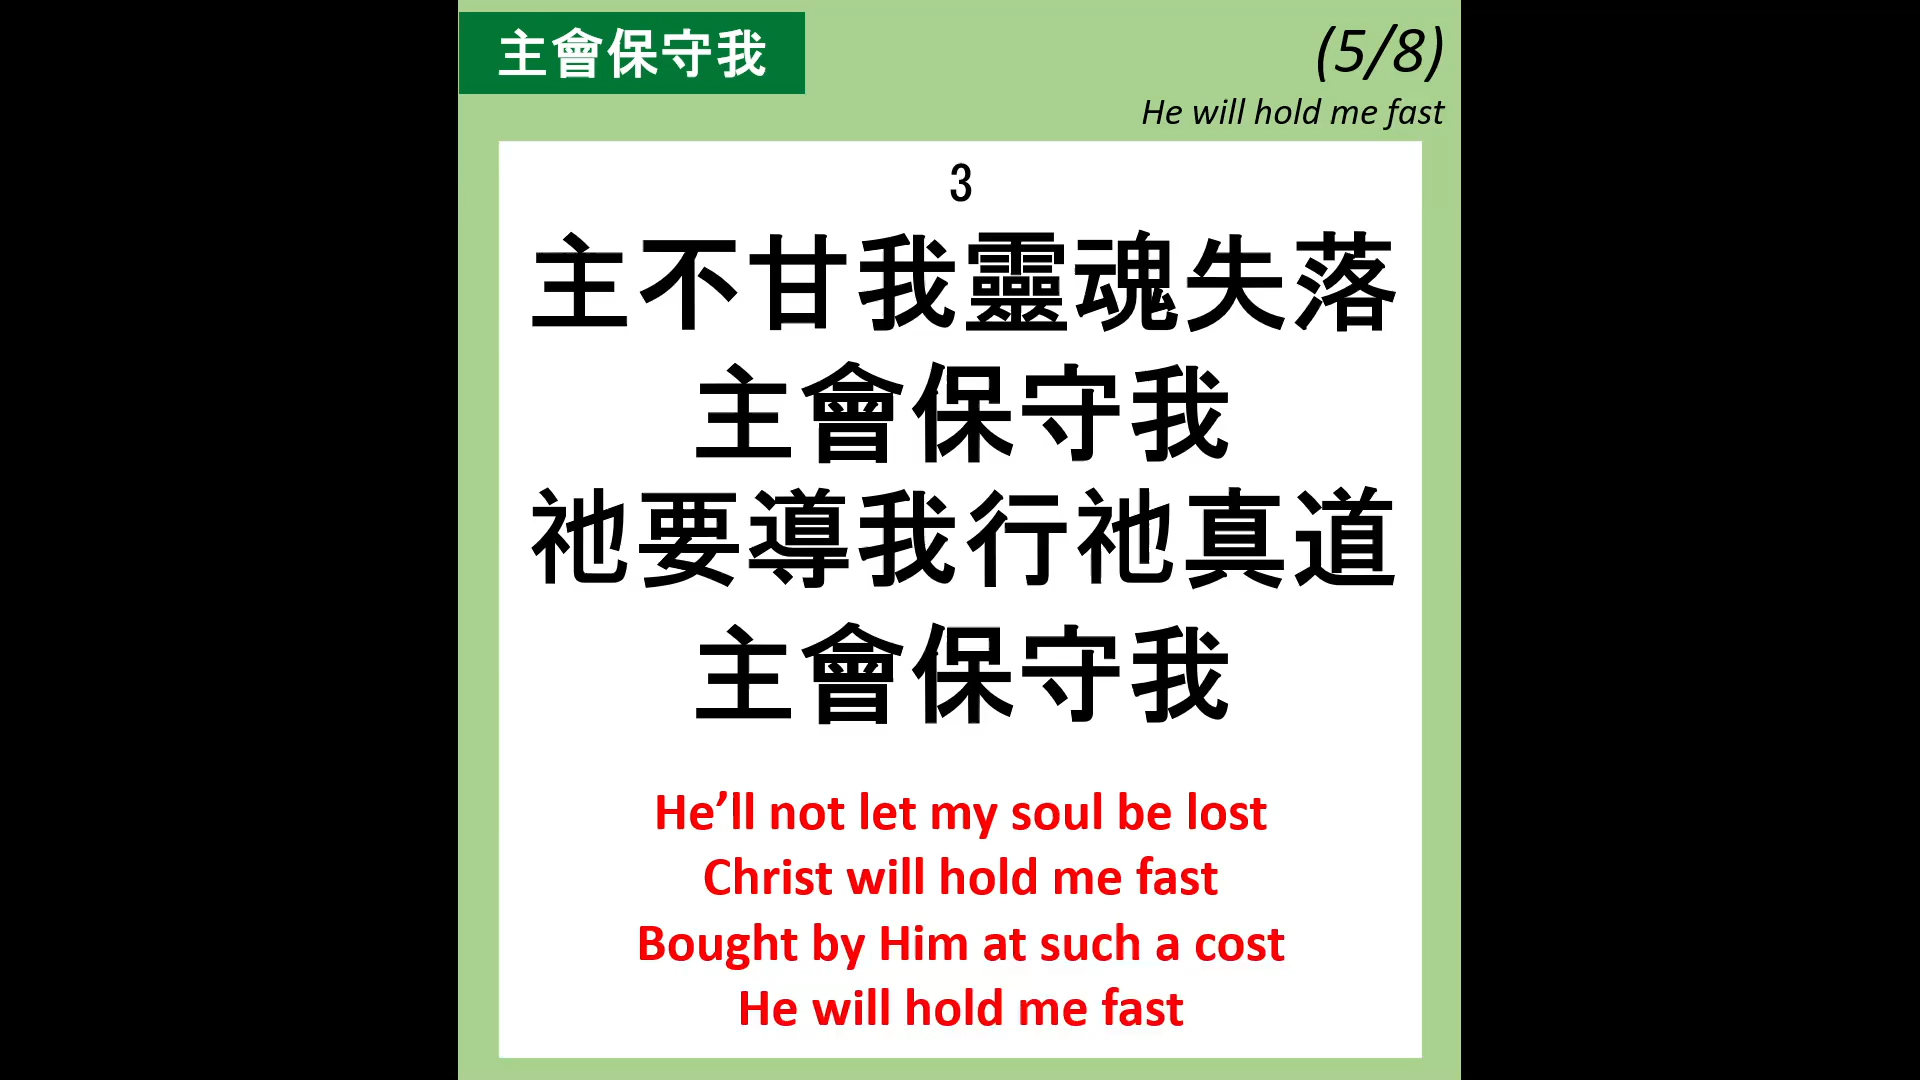 主會保守我
(5/8)
He will hold me fast
3
主不甘我靈魂失落
主會保守我
祂要導我行祂真道
主會保守我
He’ll not let my soul be lost
Christ will hold me fast
Bought by Him at such a cost
He will hold me fast